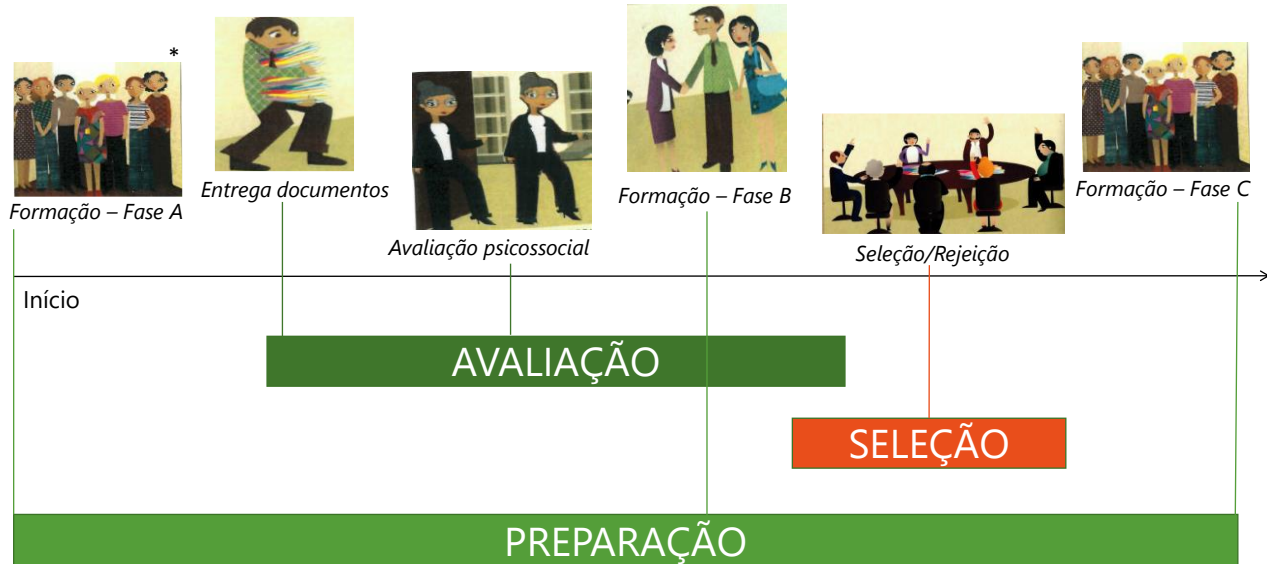 *
Formação – Fase A
Entrega documentos
Avaliação psicossocial
Formação – Fase B
Seleção/Rejeição
Formação – Fase C
Início
AVALIAÇÃO
SELEÇÃO
PREPARAÇÃO